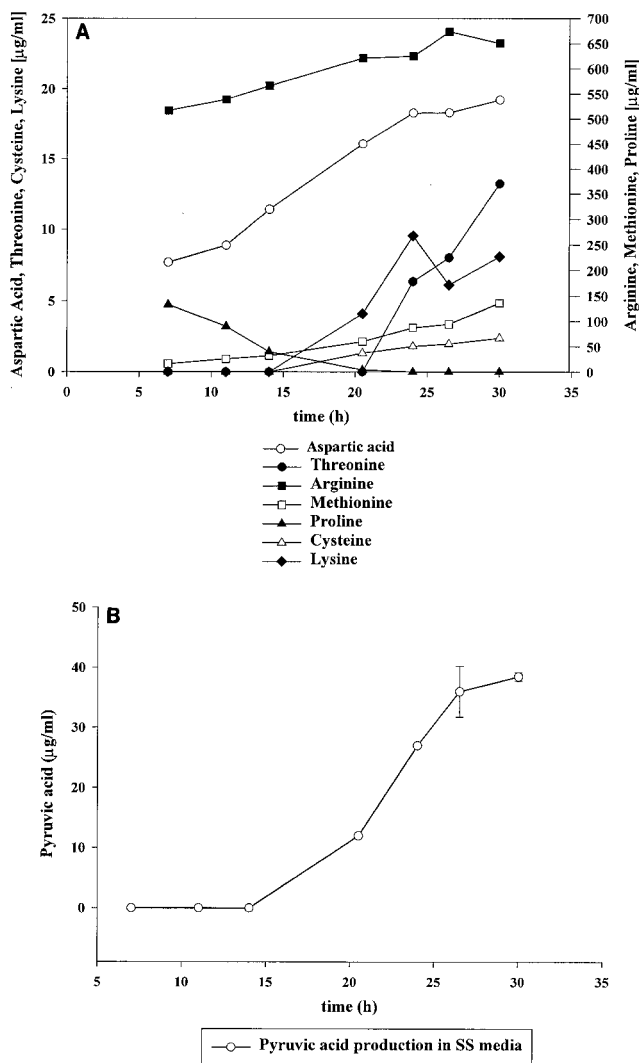 A
Aspartic Acid, Threonine, Cysteine, Lysine [µg/ml]
25
20
15
10
5
0
700
650
600
550
500
450
400
350
300
250
200
150
100
50
0
Arginine, Methionine, Proline [µg/ml]
0 5 10 15 20 25 30 35
time (h)
Aspartic acid
Threonine
Arginine
Methionine
Proline
Cysteine
Lysine
B
Pyruvic acid (µg/ml)
50
40
30
20
10
0
5 10 15 20 25 30 35
time (h)
Pyruvic acid production in SS media